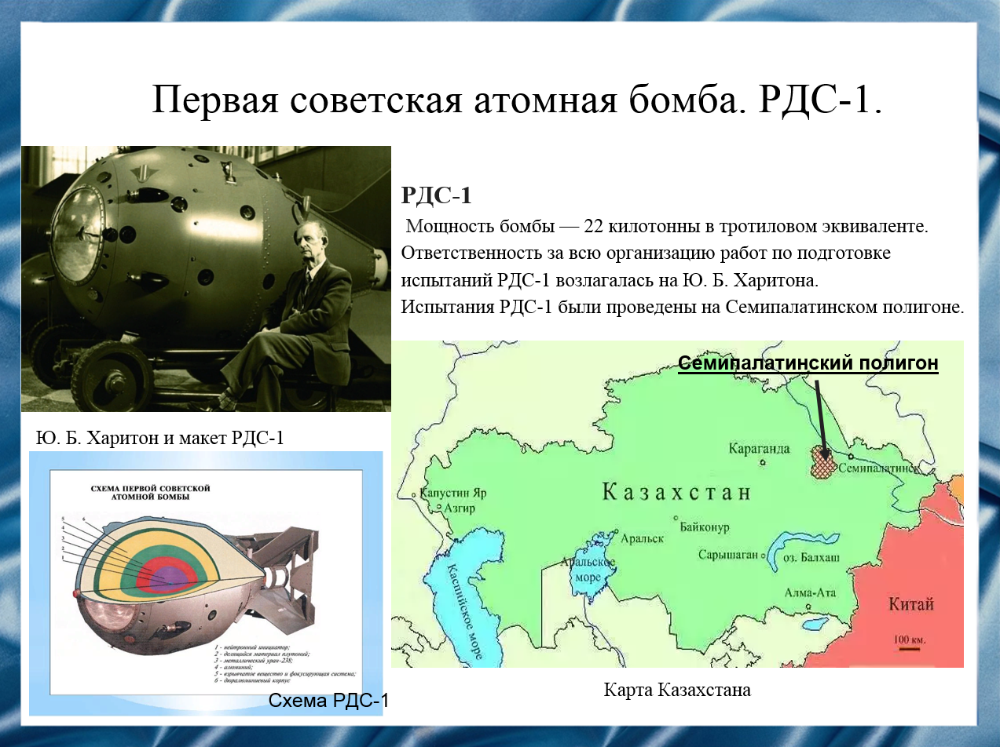 Первая советская атомная бомба. РДС-1.
РДС-1
Мощность бомбы — 22 килотонны в тротиловом эквиваленте.
Ответственность за всю организацию работ по подготовке
испытаний РДС-1 возлагалась на Ю. Б. Харитона.
Испытания РДС-1 были проведены на Семипалатинском полигоне.
Ю. Б. Харитон и макет РДС-1
СХЕМА ПЕРВОЙ СОВЕТСКОЙ
АТОМНОЙ БОМБЫ
5
6
4
3
2
1
1 - нейтронный инициатор;
2 - делящийся материал плутоний;
3 - металлический уран-238;
4 - алюминий;
5 - взрывчатое вещество и фокусирующая система;
6 - дюралюминиевый корпус
Схема РДС-1
Семипалатинский полигон
Караганда
Семипалатинск
Казахстан
Капустин Яр
Азгир
Байконур
Аральск
Сарышаган
оз. Балхаш
Аральское
море
Каспийское море
Алма-Ата
Китай
100 км.
Карта Казахстана